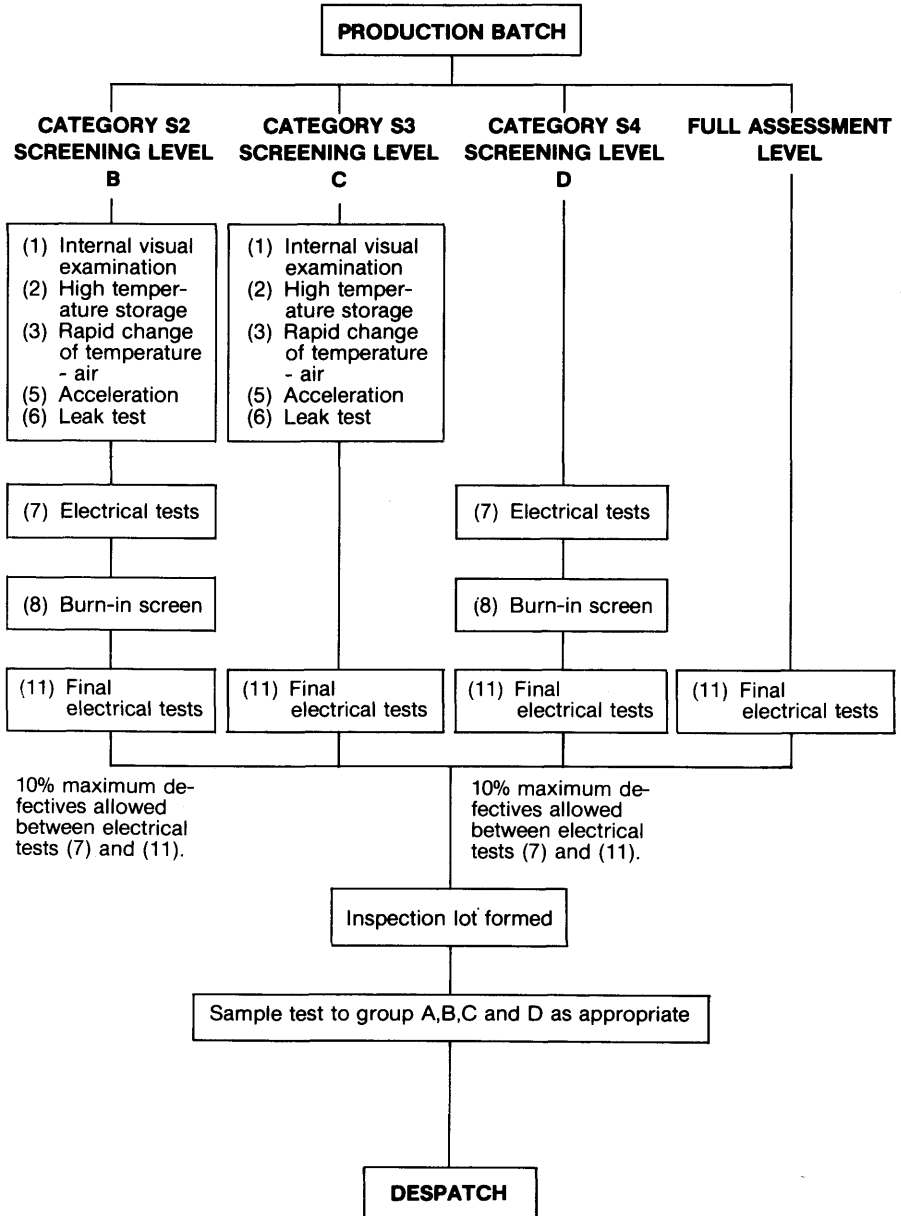 PRODUCTION BATCH
CATEGORY S2
SCREENING LEVEL
B
CATEGORY S3
SCREENING LEVEL
C
CATEGORY S4
SCREENING LEVEL
D
FULL ASSESSMENT
LEVEL
(1) Internal visual
examination
(2) High temper-
ature storage
(3) Rapid change
of temperature
- air
(5) Acceleration
(6) Leak test
(1) Internal visual
examination
(2) High temper-
ature storage
(3) Rapid change
of temperature
- air
(5) Acceleration
(6) Leak test
(7) Electrical tests
(7) Electrical tests
(8) Burn-in screen
(8) Burn-in screen
(11) Final
electrical tests
(11) Final
electrical tests
(11) Final
electrical tests
(11) Final
electrical tests
10% maximum de-
fectives allowed
between electrical
tests (7) and (11).
10% maximum de-
fectives allowed
between electrical
tests (7) and (11).
Inspection lot formed
Sample test to group A,B,C and D as appropriate
DESPATCH